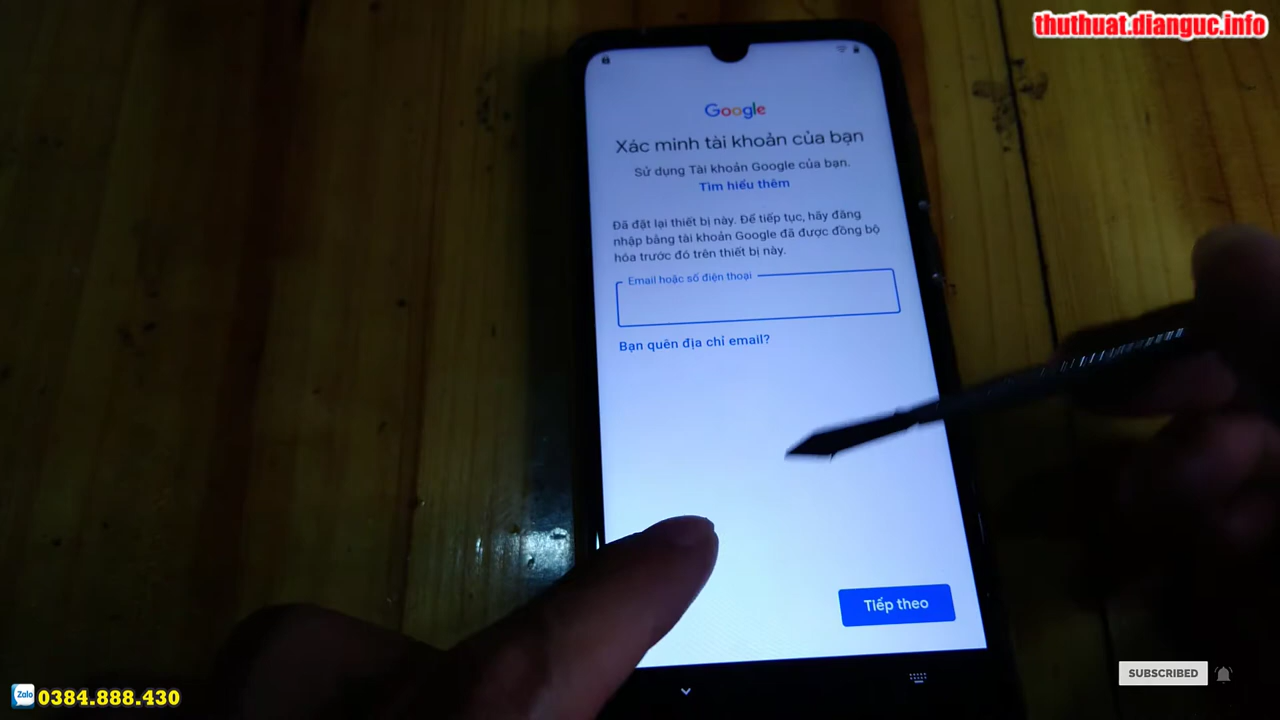 thuthuat.dianguc.info
Google
Xác minh tài khoản của bạn
Sử dụng Tài khoản Google của bạn.
Tìm hiểu thêm
Đã đặt lại thiết bị này. Để tiếp tục, hãy đăng
nhập bằng tài khoản Google đã được đồng bộ
hóa trước đó trên thiết bị này.
Email hoặc số điện thoại
Bạn quên địa chỉ email?
Tiếp theo
SUBSCRIBED
Zalo 0384.888.430